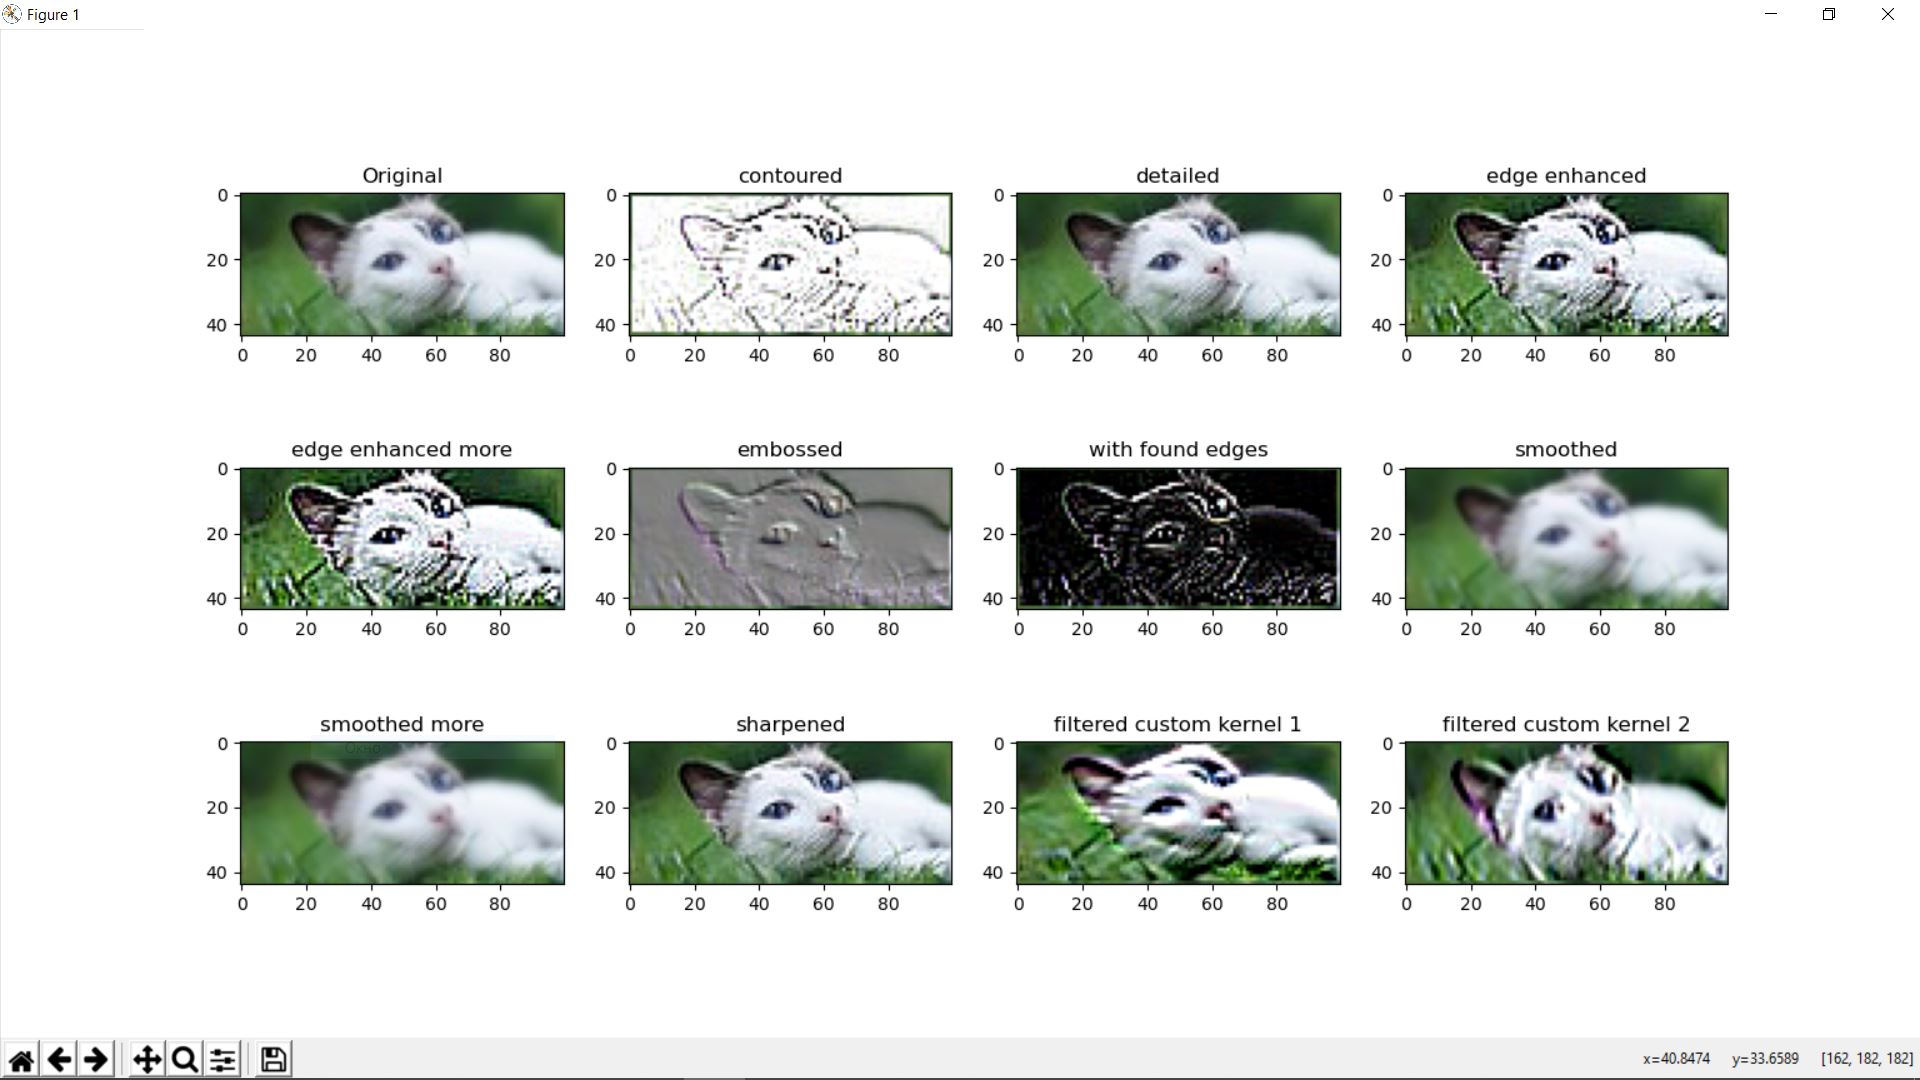 Figure 1
Original contoured detailed edge enhanced
0 0 0 0
20 20 20 20
40 40 40 40
0 20 40 60 80 0 20 40 60 80 0 20 40 60 80 0 20 40 60 80
edge enhanced more embossed with found edges smoothed
0 0 0 0
20 20 20 20
40 40 40 40
0 20 40 60 80 0 20 40 60 80 0 20 40 60 80 0 20 40 60 80
smoothed more sharpened filtered custom kernel 1 filtered custom kernel 2
0 0 0 0
Окно
20 20 20 20
40 40 40 40
0 20 40 60 80 0 20 40 60 80 0 20 40 60 80 0 20 40 60 80
x=40.8474 y=33.6589 [162, 182, 182]